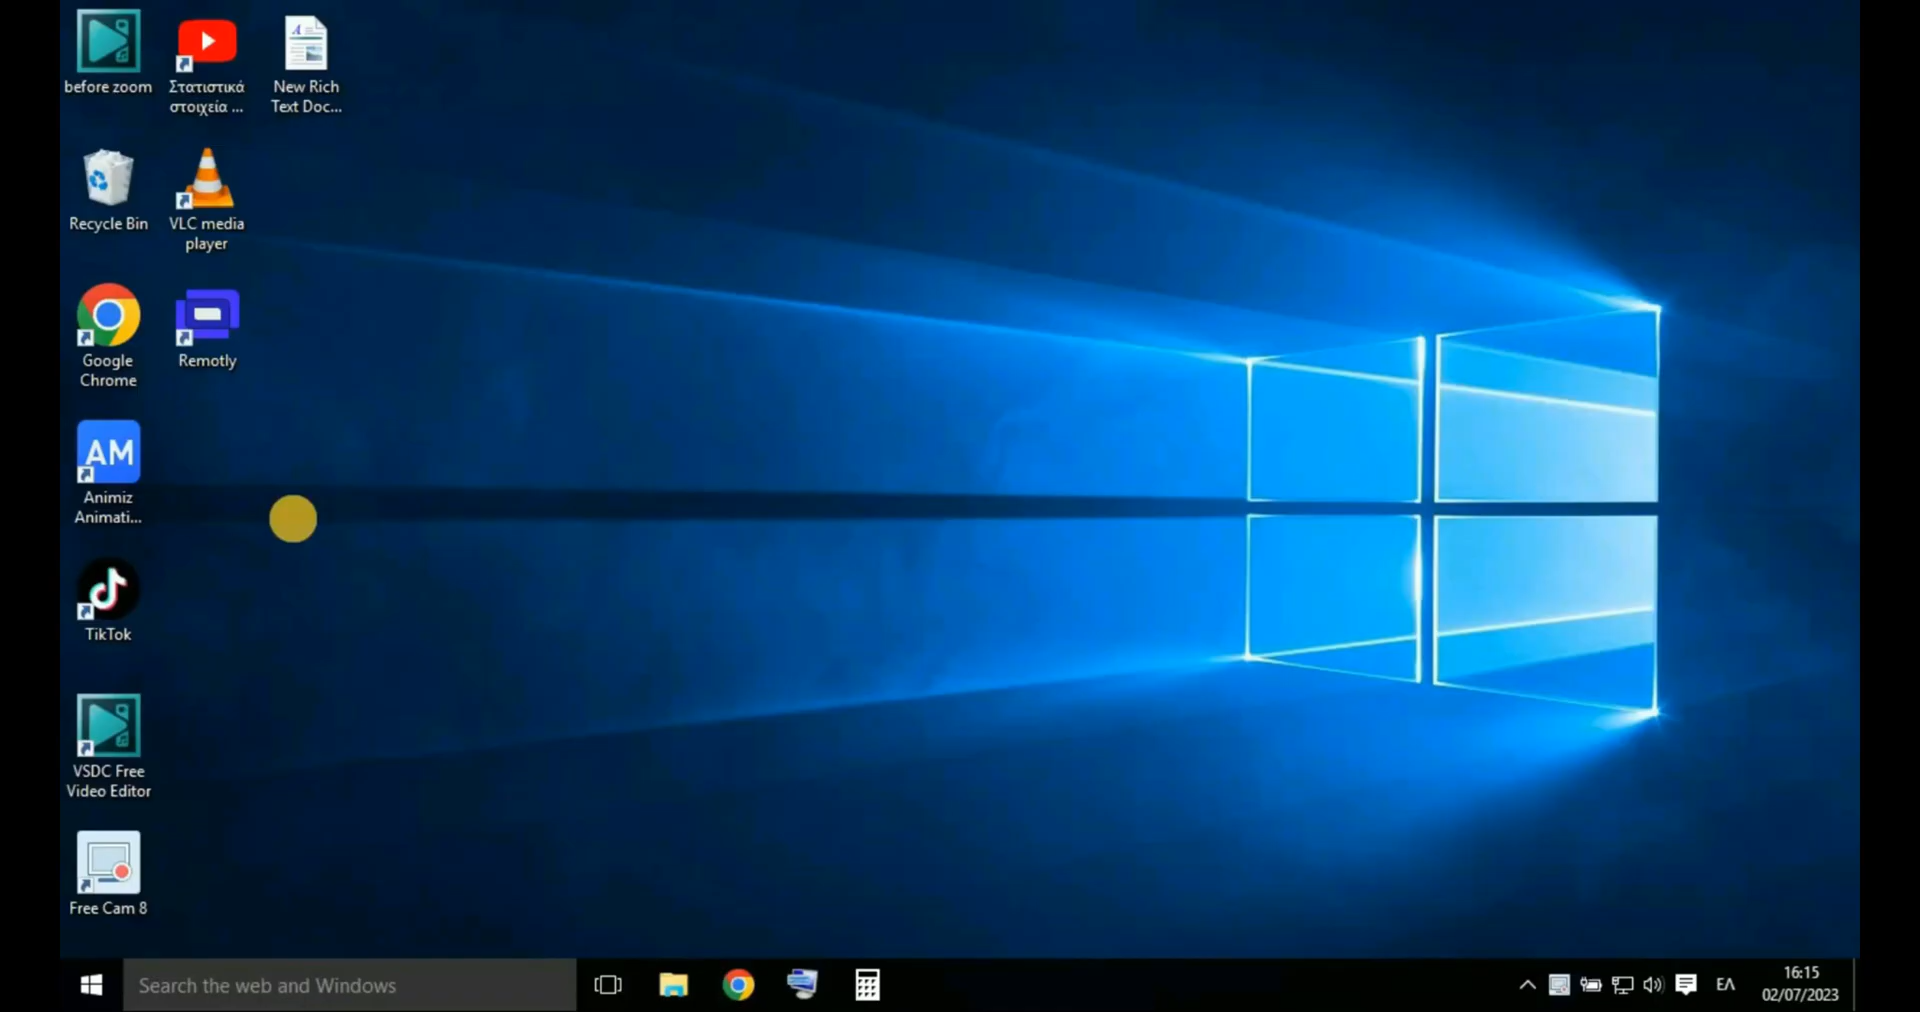 before zoom
Στατιστικά
στοιχεία ...
New Rich
Text Doc...
Recycle Bin
VLC media
player
Google
Chrome
Remotly
AM
Animiz
Animati...
TikTok
VSDC Free
Video Editor
Free Cam 8
Search the web and Windows
ΕΛ
16:15
02/07/2023